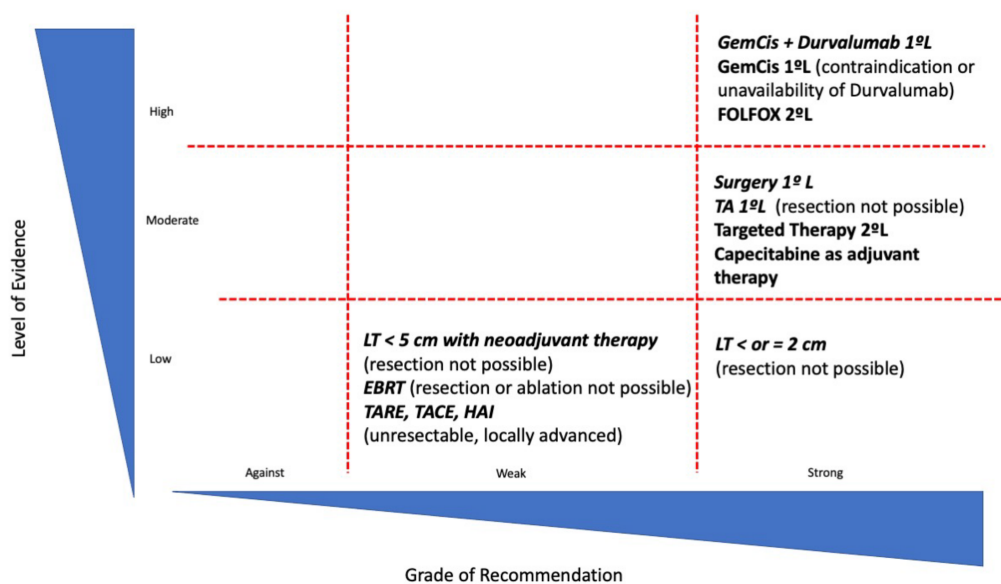 GemCis + Durvalumab 1ºL
GemCis 1ºL (contraindication or
unavailability of Durvalumab)
FOLFOX 2ºL
High
Surgery 1º L
TA 1ºL (resection not possible)
Targeted Therapy 2ºL
Capecitabine as adjuvant
therapy
Moderate
Level of Evidence
LT < 5 cm with neoadjuvant therapy
(resection not possible)
EBRT (resection or ablation not possible)
TARE, TACE, HAI
(unresectable, locally advanced)
LT < or = 2 cm
(resection not possible)
Low
Against
Weak
Strong
Grade of Recommendation